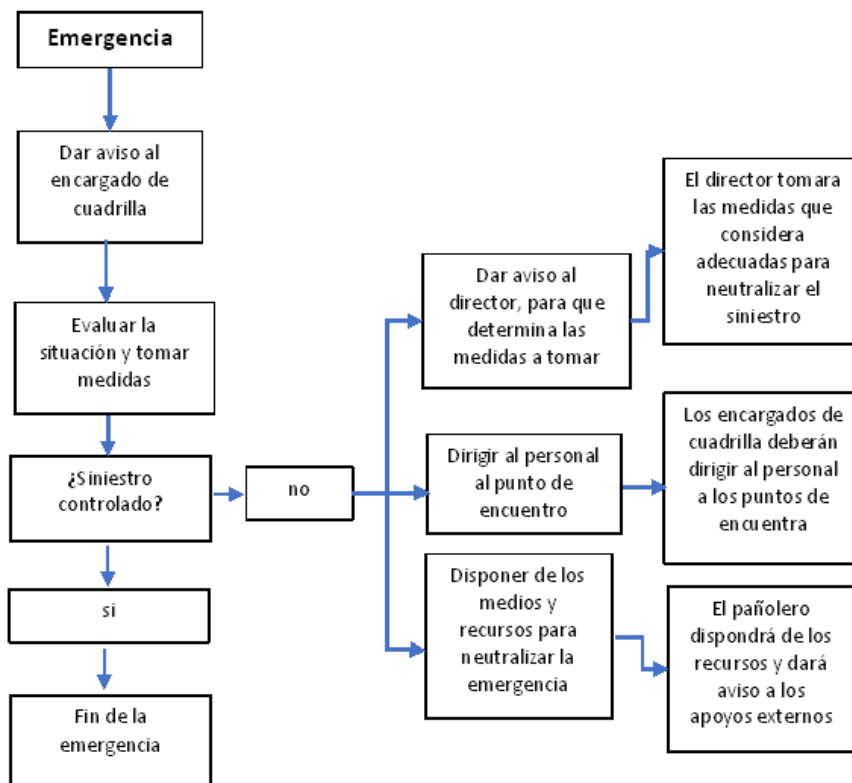 Emergencia
Dar aviso al
encargado de
cuadrilla
Evaluar la
situación y tomar
medidas
¿Siniestro
controlado?
si
Fin de la
emergencia
no
Dar aviso al
director, para que
determina las
medidas a tomar
El director tomara
las medidas que
considera
adecuadas para
neutralizar el
siniestro
Dirigir al personal
al punto de
encuentro
Los encargados de
cuadrilla deberán
dirigir al personal
a los puntos de
encuentra
Disponer de los
medios y
recursos para
neutralizar la
emergencia
El pañolero
dispondrá de los
recursos y dará
aviso a los
apoyos externos